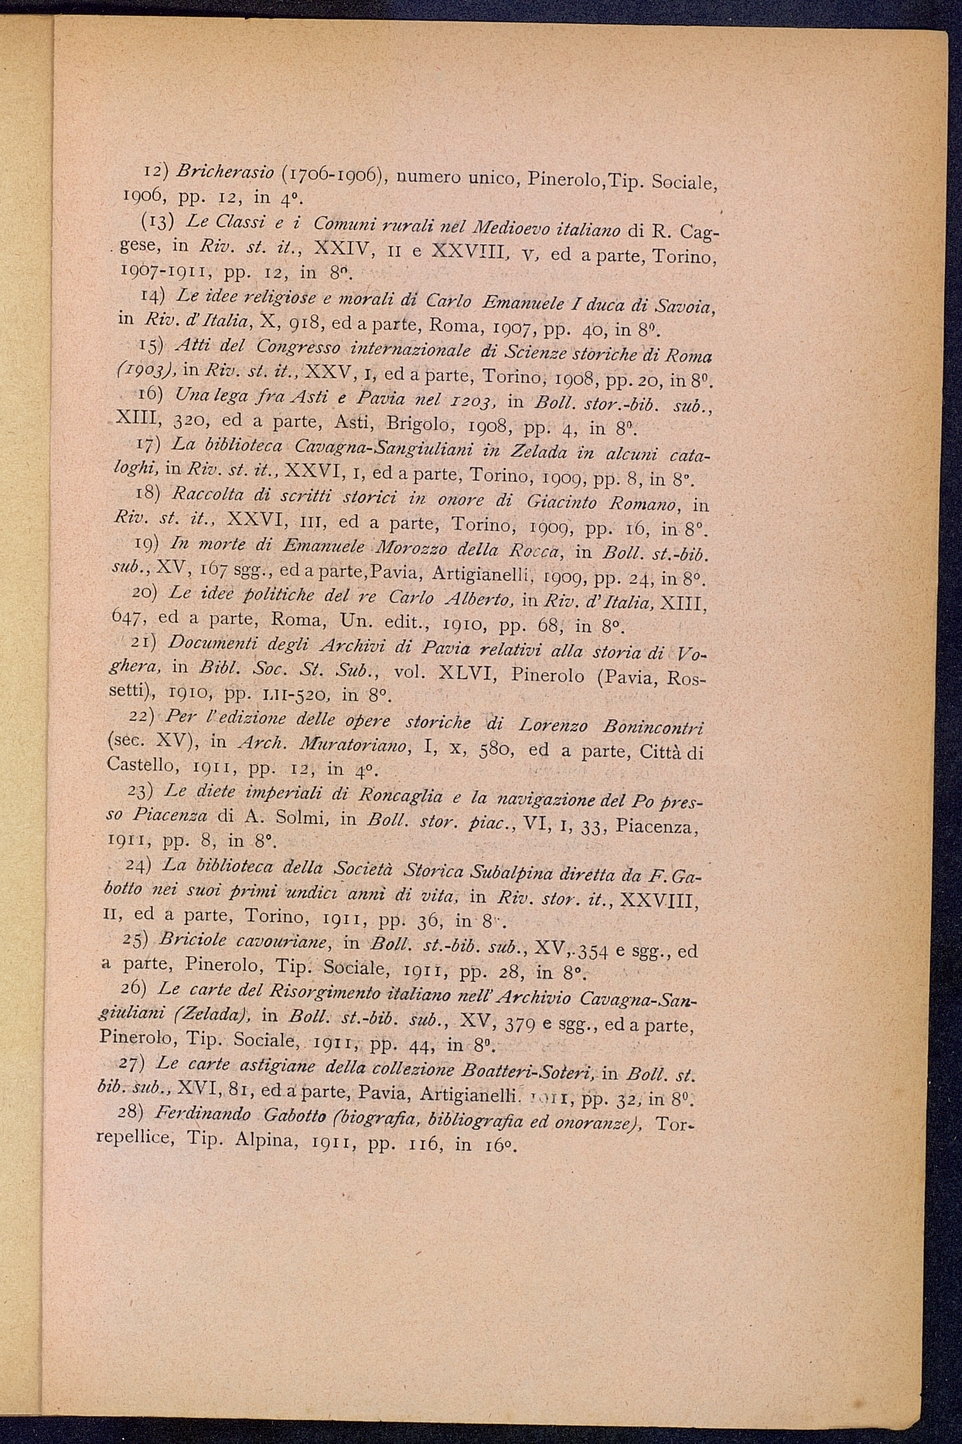 12) Bricherasio (1706-1906), numero unico, Pinerolo,Tip. Sociale,
1906, pp. 12, in 4º.
(13) Le Classi e i Comuni rurali nel Medioevo italiano di R. Cag-
gese, in Riv. st. it., XXIV, II e XXVIII, V, ed a parte, Torino,
1907-1911, pp. 12, in 8º.
14) Le idee religiose e morali di Carlo Emanuele I duca di Savoia,
in Riv. d'Italia, X, 918, ed a parte, Roma, 1907, pp. 40, in 8º.
15) Atti del Congresso internazionale di Scienze storiche di Roma
(1903), in Riv. st. it., XXV, I, ed a parte, Torino, 1908, pp. 20, in 8º.
16) Una lega fra Asti e Pavia nel 1203, in Boll. stor.-bib. sub.,
XIII, 320, ed a parte, Asti, Brigolo, 1908, pp. 4, in 8º.
17) La biblioteca Cavagna-Sangiuliani in Zelada in alcuni cata-
loghi, in Riv. st. it., XXVI, I, ed a parte, Torino, 1909, pp. 8, in 8º.
18) Raccolta di scritti storici in onore di Giacinto Romano, in
Riv. st. it., XXVI, III, ed a parte, Torino, 1909, pp. 16, in 8º.
19) In morte di Emanuele Morozzo della Rocca, in Boll. st.-bib.
sub., XV, 167 sgg., ed a parte,Pavia, Artigianelli, 1909, pp. 24, in 8º.
20) Le idee politiche del re Carlo Alberto, in Riv. d'Italia, XIII,
647, ed a parte, Roma, Un. edit., 1910, pp. 68, in 8º.
21) Documenti degli Archivi di Pavia relativi alla storia di Vo-
ghera, in Bibl. Soc. St. Sub., vol. XLVI, Pinerolo (Pavia, Ros-
setti), 1910, pp. LII-520, in 8º.
22) Per l'edizione delle opere storiche di Lorenzo Bonincontri
(sec. XV), in Arch. Muratoriano, I, X, 580, ed a parte, Città di
Castello, 1911, pp. 12, in 4º.
23) Le diete imperiali di Roncaglia e la navigazione del Po pres-
so Piacenza di A. Solmi, in Boll. stor. piac., VI, I, 33, Piacenza,
1911, pp. 8, in 8º.
24) La biblioteca della Società Storica Subalpina diretta da F. Ga-
botto nei suoi primi undici anni di vita, in Riv. stor. it., XXVIII,
II, ed a parte, Torino, 1911, pp. 36, in 8º.
25) Briciole cavouriane, in Boll. st.-bib. sub., XV, 354 e sgg., ed
a parte, Pinerolo, Tip. Sociale, 1911, pp. 28, in 8º.
26) Le carte del Risorgimento italiano nell'Archivio Cavagna-San-
giuliani (Zelada), in Boll. st.-bib. sub., XV, 379 e sgg., ed a parte,
Pinerolo, Tip. Sociale, 1911, pp. 44, in 8º.
27) Le carte astigiane della collezione Boatteri-Soteri, in Boll. st.
bib. sub., XVI, 81, ed a parte, Pavia, Artigianelli. 1911, pp. 32, in 8º.
28) Ferdinando Gabotto (biografia, bibliografia ed onoranze), Tor-
repellice, Tip. Alpina, 1911, pp. 116, in 16º.